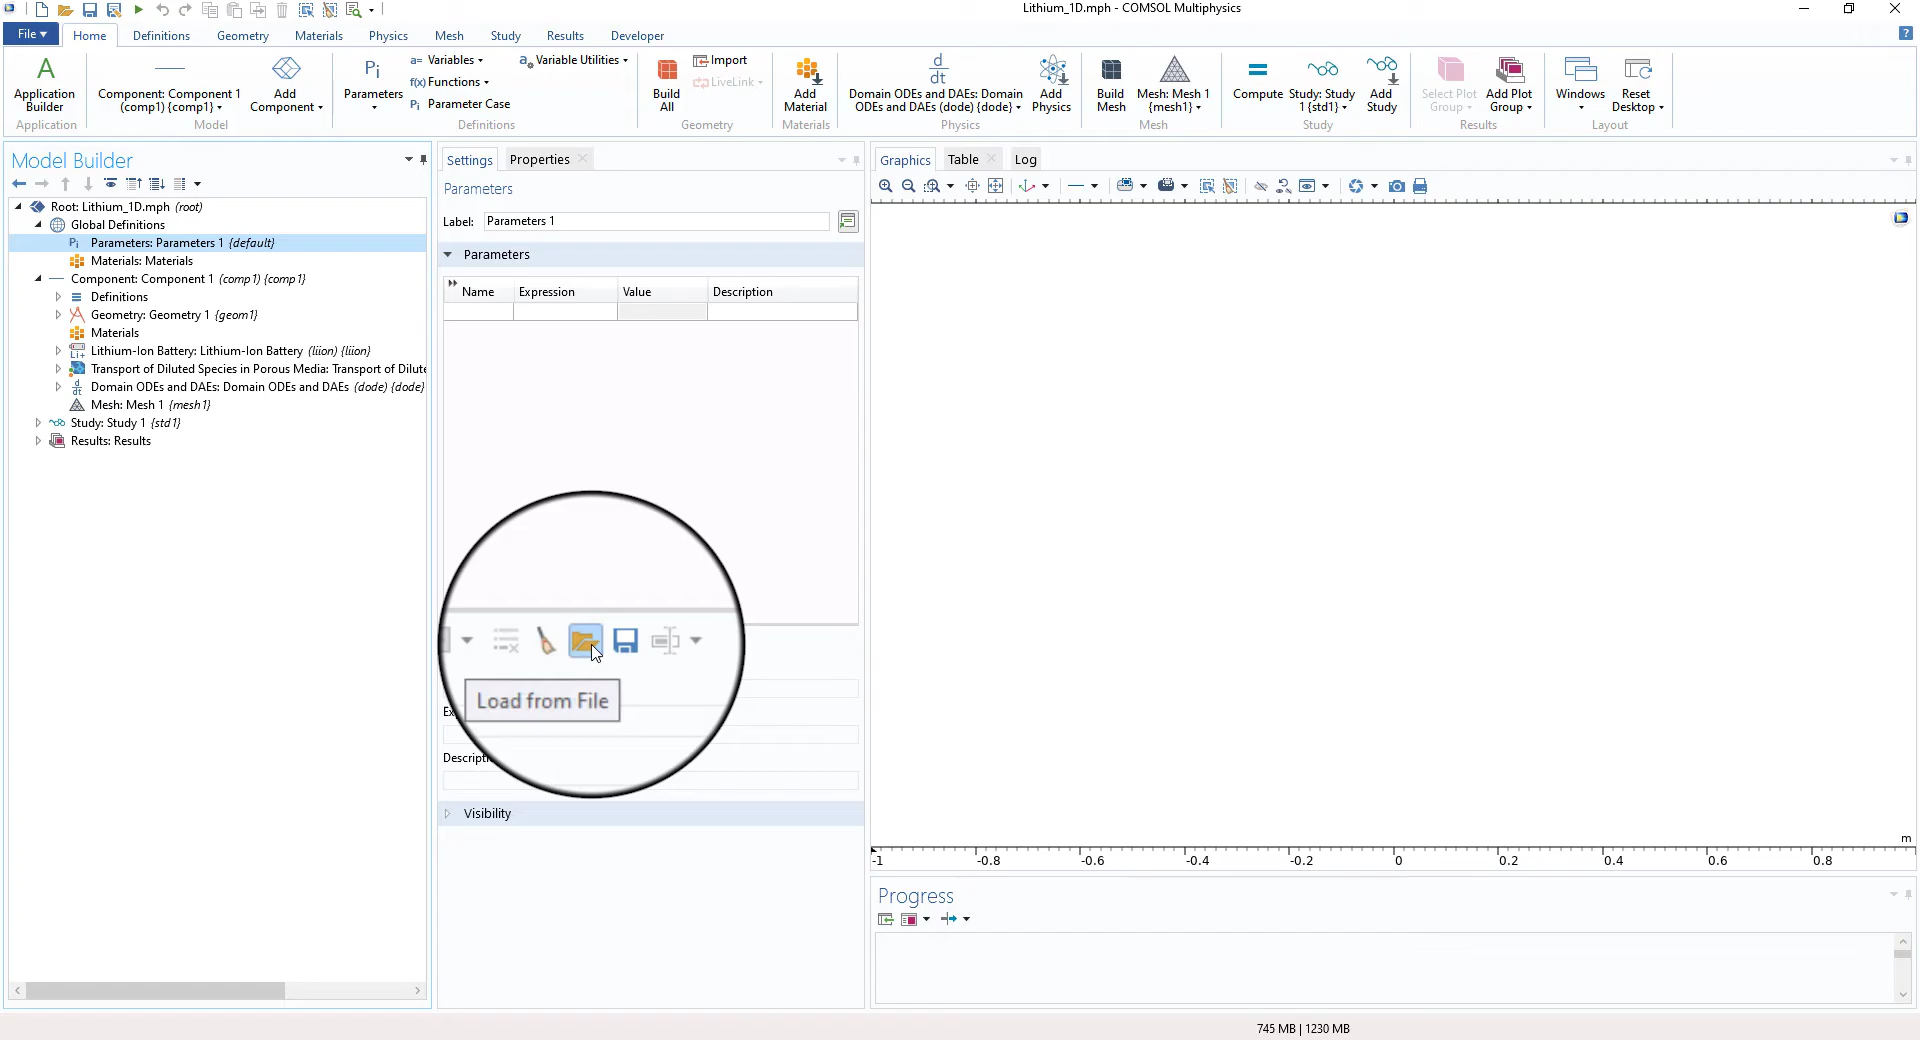 Lithium_1D.mph - COMSOL Multiphysics
File
Home
Definitions
Geometry
Materials
Physics
Mesh
Study
Results
Developer
Application
Builder
Application
Component: Component 1
(comp1) {comp1}
Add
Component
Model
Pi
Parameters
a= Variables
f(x) Functions
Pi Parameter Case
a Variable Utilities
Definitions
Build
All
Import
LiveLink
Geometry
Add
Material
Materials
d
dt
Domain ODEs and DAEs: Domain
ODEs and DAEs (dode) {dode}
Add
Physics
Physics
Build
Mesh
Mesh: Mesh 1
{mesh1}
Mesh
Compute
Study: Study
1 {std1}
Add
Study
Study
Select Plot
Group
Add Plot
Group
Results
Windows
Reset
Desktop
Layout
Model Builder
Root: Lithium_1D.mph (root)
Global Definitions
Pi Parameters: Parameters 1 {default}
Materials: Materials
Component: Component 1 (comp1) {comp1}
Definitions
Geometry: Geometry 1 {geom1}
Materials
Lithium-Ion Battery: Lithium-Ion Battery (liion) {liion}
Transport of Diluted Species in Porous Media: Transport of Dilute
Domain ODEs and DAEs: Domain ODEs and DAEs (dode) {dode}
Mesh: Mesh 1 {mesh1}
Study: Study 1 {std1}
Results: Results
Settings
Properties
Parameters
Label: Parameters 1
Parameters
Name
Expression
Value
Description
Load from File
Ex
Descripti
Visibility
Graphics
Table
Log
m
-1
-0.8
-0.6
-0.4
-0.2
0
0.2
0.4
0.6
0.8
Progress
745 MB | 1230 MB